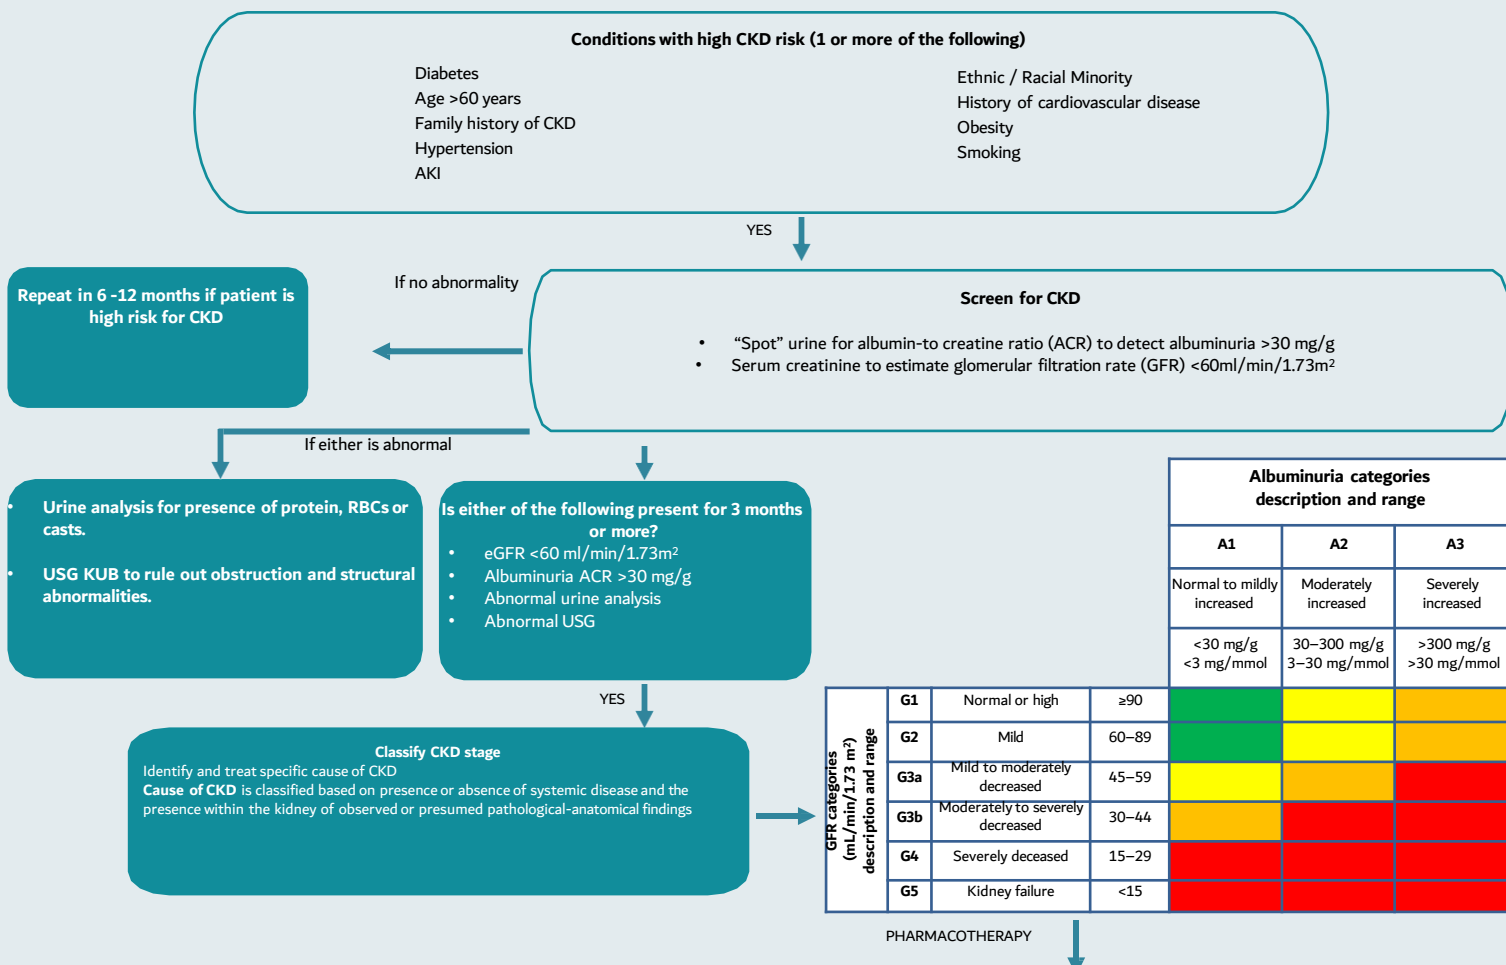 Conditions with high CKD risk (1 or more of the following)
Diabetes
Age >60 years
Family history of CKD
Hypertension
AKI
Ethnic / Racial Minority
History of cardiovascular disease
Obesity
Smoking
YES
If no abnormality
Repeat in 6 -12 months if patient is
high risk for CKD
Screen for CKD
• “Spot” urine for albumin-to creatine ratio (ACR) to detect albuminuria >30 mg/g
• Serum creatinine to estimate glomerular filtration rate (GFR) <60ml/min/1.73m²
If either is abnormal
• Urine analysis for presence of protein, RBCs or
casts.
• USG KUB to rule out obstruction and structural
abnormalities.
Is either of the following present for 3 months
or more?
• eGFR <60 ml/min/1.73m²
• Albuminuria ACR >30 mg/g
• Abnormal urine analysis
• Abnormal USG
YES
Classify CKD stage
Identify and treat specific cause of CKD
Cause of CKD is classified based on presence or absence of systemic disease and the
presence within the kidney of observed or presumed pathological-anatomical findings
Albuminuria categories
description and range
A1
A2
A3
Normal to mildly
increased
Moderately
increased
Severely
increased
<30 mg/g
<3 mg/mmol
30–300 mg/g
3–30 mg/mmol
>300 mg/g
>30 mg/mmol
GFR categories
(mL/min/1.73 m²)
description and range
G1 Normal or high ≥90
G2 Mild 60–89
G3a Mild to moderately
decreased 45–59
G3b Moderately to severely
decreased 30–44
G4 Severely deceased 15–29
G5 Kidney failure <15
PHARMACOTHERAPY